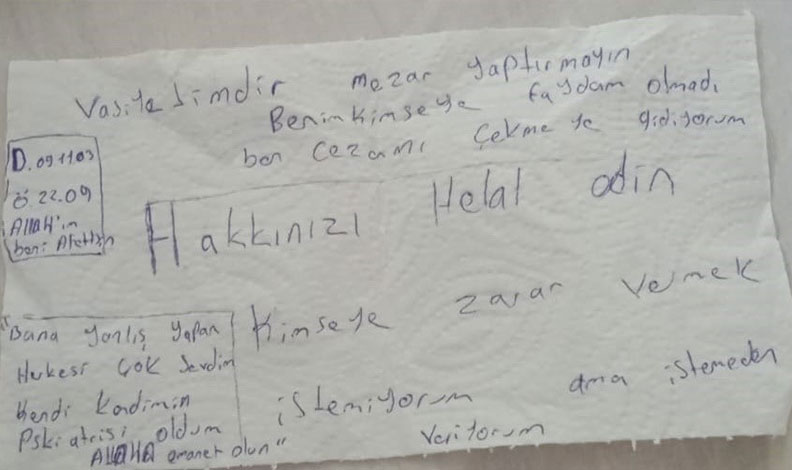 Vasiyetimdir mezar yaptırmayın
Benim kimseye faydam olmadı
ben cezamı çekmeye gidiyorum
D. 09 11 03
Ö. 22.09
Allah'ın
beni Afettsin
Hakkınızı Helal edin
Kimseye zarar vermek
istemiyorum ama istemeden
veriyorum
"Bana yanlış yapan
Herkesi çok sevdim
kendi kendimin
Pskiatrisi oldum
ALLAHA emanet olun"